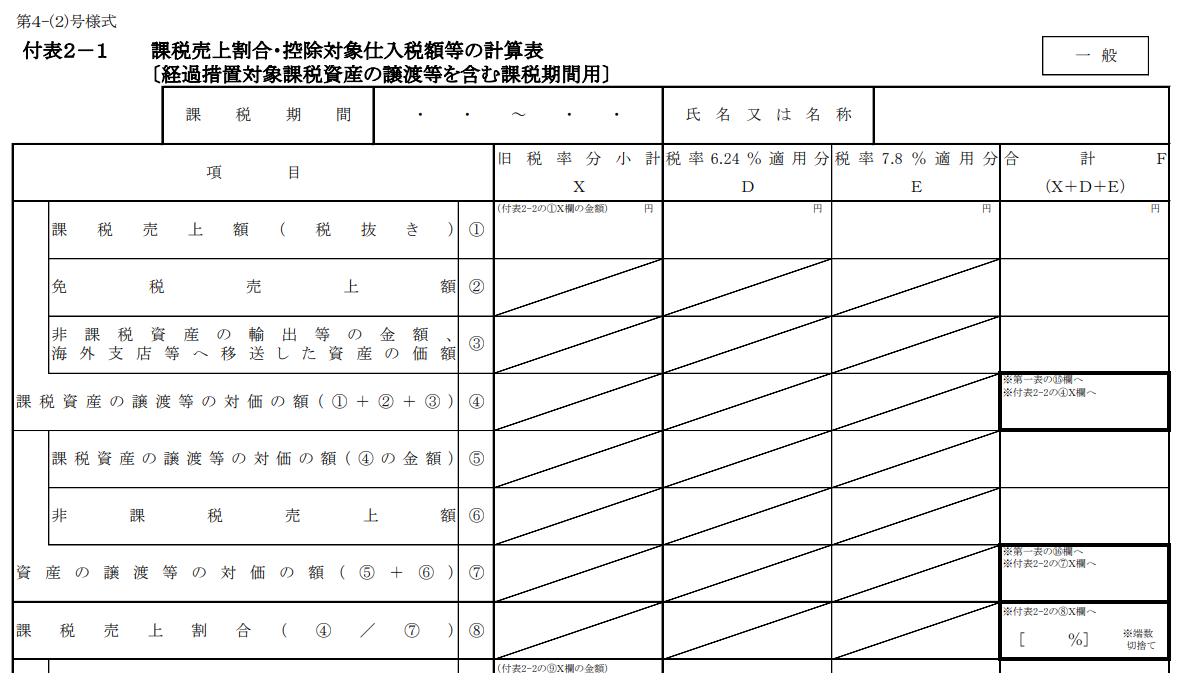 第4-(2)号様式
付表2-1 課税売上割合・控除対象仕入税額等の計算表
〔経過措置対象課税資産の譲渡等を含む課税期間用〕
一般
課税期間 ・ ・ ~ ・ ・ 氏名又は名称
項目 旧税率分小計 X 税率6.24%適用分 D 税率7.8%適用分 E 合計F (X+D+E)
(付表2-2の①X欄の金額) 円 円 円 円
課税売上額(税抜き) ①
免税売上額 ②
非課税資産の輸出等の金額、
海外支店等へ移送した資産の価額 ③
※第一表の⑮欄へ
※付表2-2の④X欄へ
課税資産の譲渡等の対価の額(①+②+③) ④
課税資産の譲渡等の対価の額(④の金額) ⑤
非課税売上額 ⑥
※第一表の⑯欄へ
※付表2-2の⑦X欄へ
資産の譲渡等の対価の額(⑤+⑥) ⑦
※付表2-2の⑧X欄へ
課税売上割合(④/⑦) ⑧ [ %] ※端数
切捨て
(付表2-2の⑨X欄の金額)